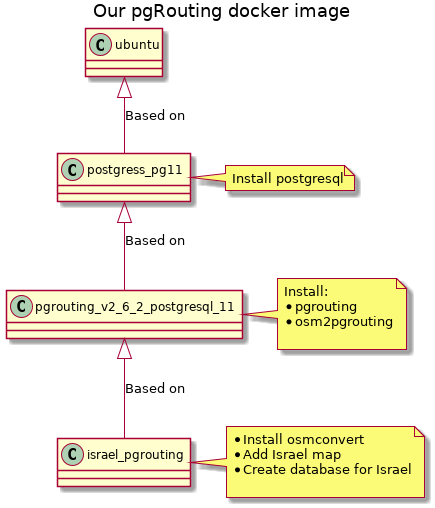 Our pgRouting docker image
C ubuntu
Based on
C postgress_pg11
Install postgresql
Based on
C pgrouting_v2_6_2_postgresql_11
Install:
• pgrouting
• osm2pgrouting
Based on
C israel_pgrouting
• Install osmconvert
• Add Israel map
• Create database for Israel